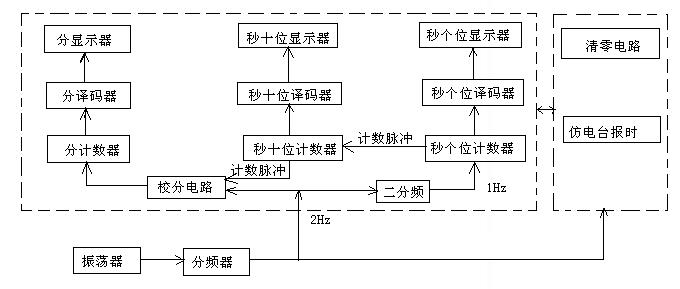 分显示器
秒十位显示器
秒个位显示器
清零电路
分译码器
秒十位译码器
秒个位译码器
仿电台报时
分计数器
秒十位计数器
计数脉冲
秒个位计数器
计数脉冲
校分电路
二分频
1Hz
2Hz
振荡器
分频器